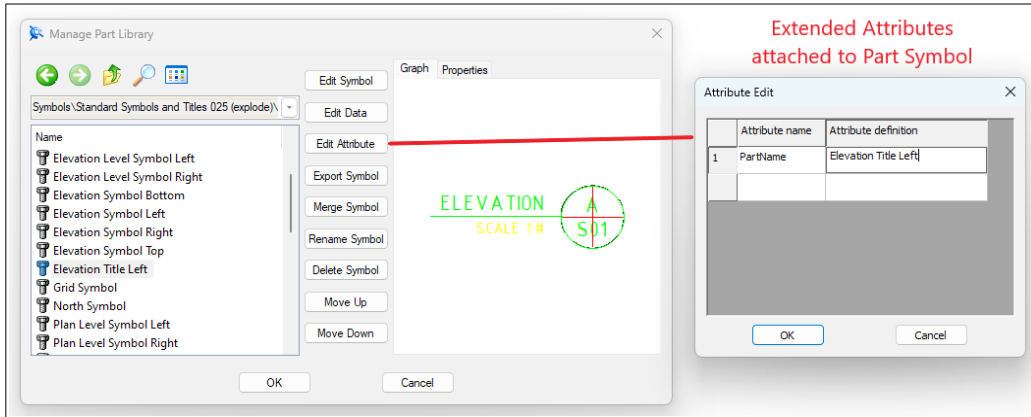 Manage Part Library
Symbols\Standard Symbols and Titles 025 (explode)\
Name
Elevation Level Symbol Left
Elevation Level Symbol Right
Elevation Symbol Bottom
Elevation Symbol Left
Elevation Symbol Right
Elevation Symbol Top
Elevation Title Left
Grid Symbol
North Symbol
Plan Level Symbol Left
Plan Level Symbol Right
Edit Symbol
Edit Data
Edit Attribute
Export Symbol
Merge Symbol
Rename Symbol
Delete Symbol
Move Up
Move Down
Graph Properties
ELEVATION A
SCALE 1:# S01
OK Cancel
Extended Attributes
attached to Part Symbol
Attribute Edit
Attribute name Attribute definition
1 PartName Elevation Title Left
OK Cancel